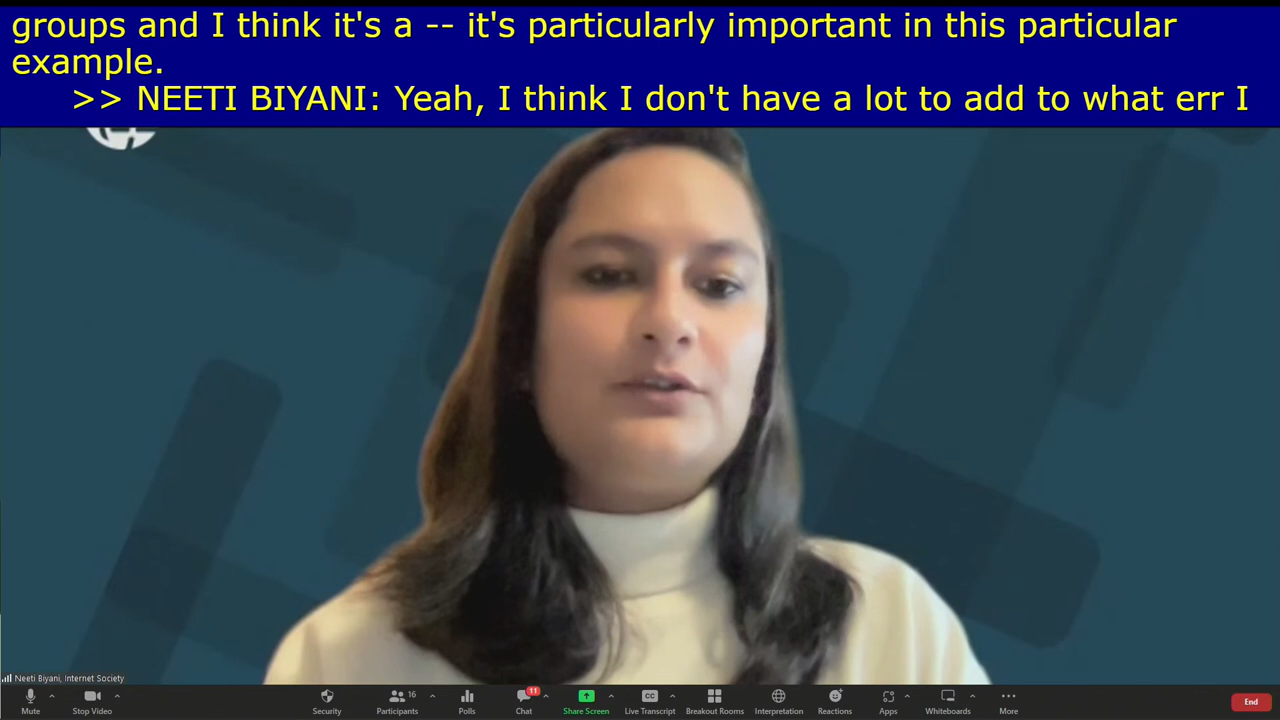 groups and I think it's a -- it's particularly important in this particular
example.
>> NEETI BIYANI: Yeah, I think I don't have a lot to add to what err I
Neeti Biyani, Internet Society
Mute
Stop Video
Security
16
Participants
Polls
11
Chat
Share Screen
CC
Live Transcript
Breakout Rooms
Interpretation
Reactions
Apps
Whiteboards
More
End